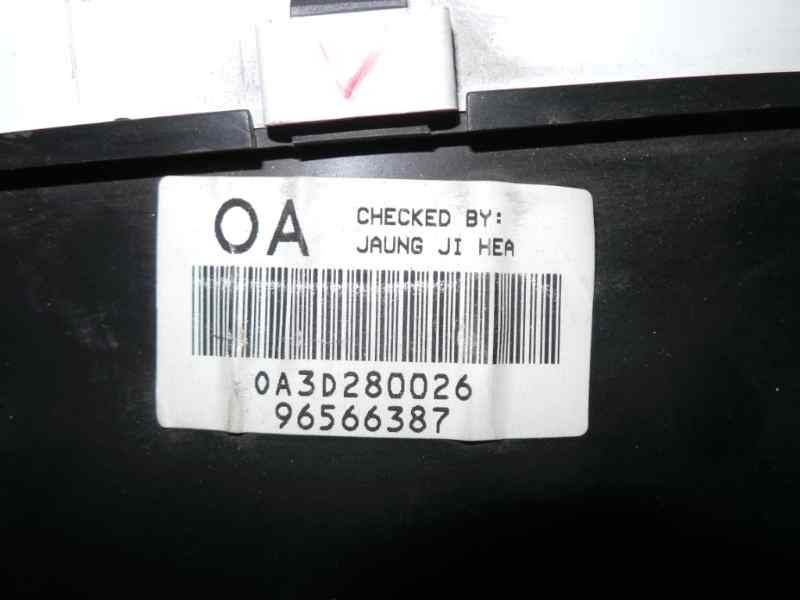 OA
CHECKED BY:
JAUNG JI HEA
0A3D280026
96566387